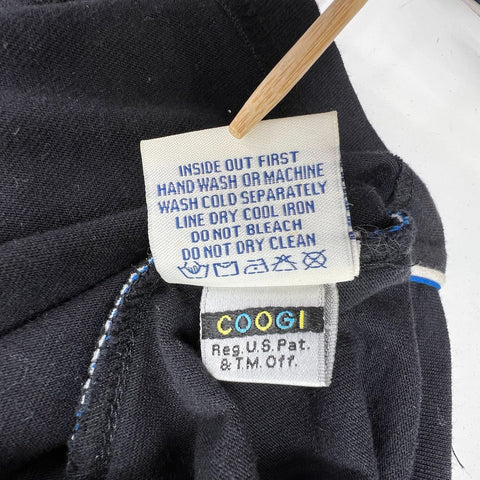 INSIDE OUT FIRST
HAND WASH OR MACHINE
WASH COLD SEPARATELY
LINE DRY COOL IRON
DO NOT BLEACH
DO NOT DRY CLEAN
COOGI
Reg. U.S. Pat.
& T.M. Off.